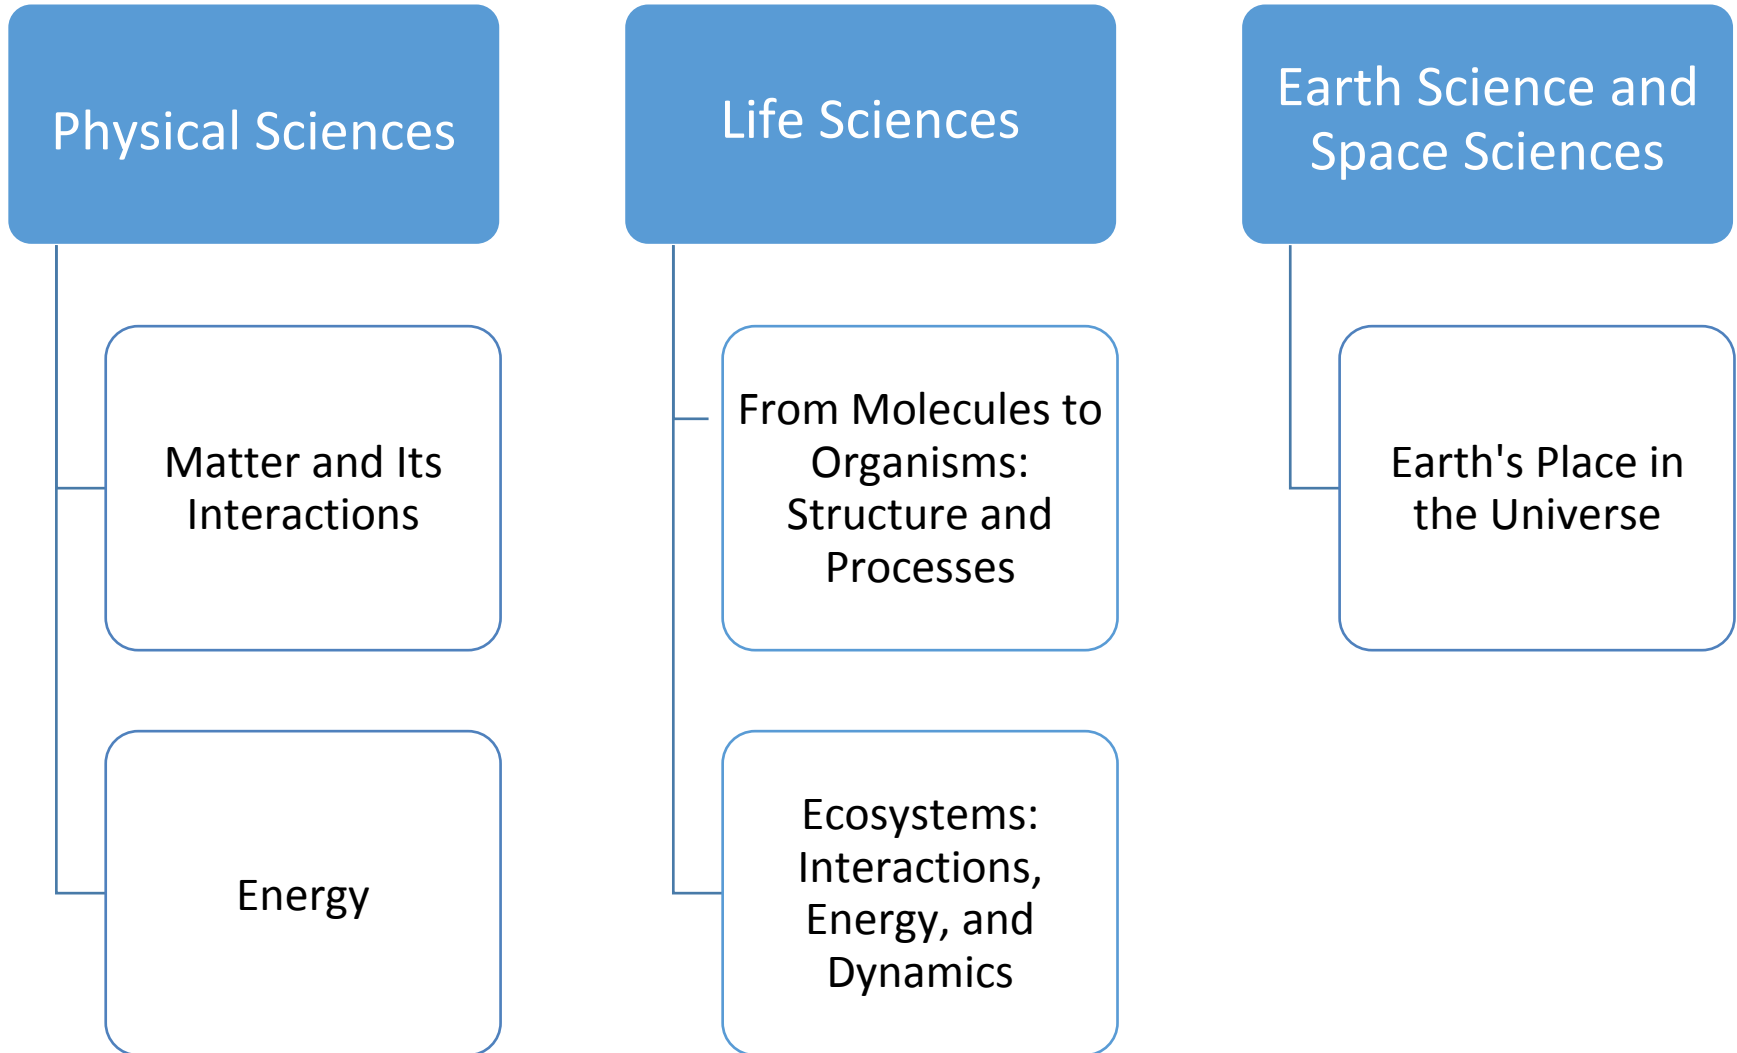 Physical Sciences
Matter and Its
Interactions
Energy
Life Sciences
From Molecules to
Organisms:
Structure and
Processes
Ecosystems:
Interactions,
Energy, and
Dynamics
Earth Science and
Space Sciences
Earth's Place in
the Universe